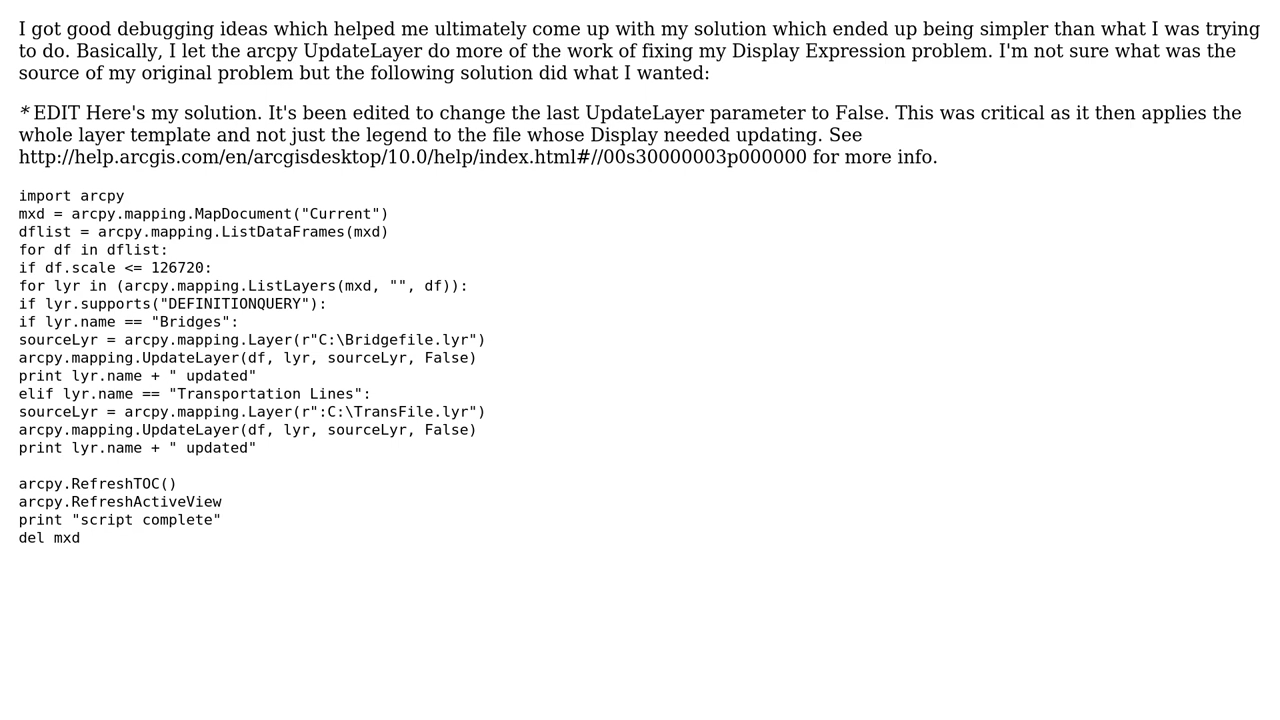 I got good debugging ideas which helped me ultimately come up with my solution which ended up being simpler than what I was trying
to do. Basically, I let the arcpy UpdateLayer do more of the work of fixing my Display Expression problem. I'm not sure what was the
source of my original problem but the following solution did what I wanted:
* EDIT Here's my solution. It's been edited to change the last UpdateLayer parameter to False. This was critical as it then applies the
whole layer template and not just the legend to the file whose Display needed updating. See
http://help.arcgis.com/en/arcgisdesktop/10.0/help/index.html#//00s30000003p000000 for more info.
import arcpy
mxd = arcpy.mapping.MapDocument("Current")
dflist = arcpy.mapping.ListDataFrames(mxd)
for df in dflist:
if df.scale <= 126720:
for lyr in (arcpy.mapping.ListLayers(mxd, "", df)):
if lyr.supports("DEFINITIONQUERY"):
if lyr.name == "Bridges":
sourceLyr = arcpy.mapping.Layer(r"C:\Bridgefile.lyr")
arcpy.mapping.UpdateLayer(df, lyr, sourceLyr, False)
print lyr.name + " updated"
elif lyr.name == "Transportation Lines":
sourceLyr = arcpy.mapping.Layer(r":C:\TransFile.lyr")
arcpy.mapping.UpdateLayer(df, lyr, sourceLyr, False)
print lyr.name + " updated"
arcpy.RefreshTOC()
arcpy.RefreshActiveView
print "script complete"
del mxd